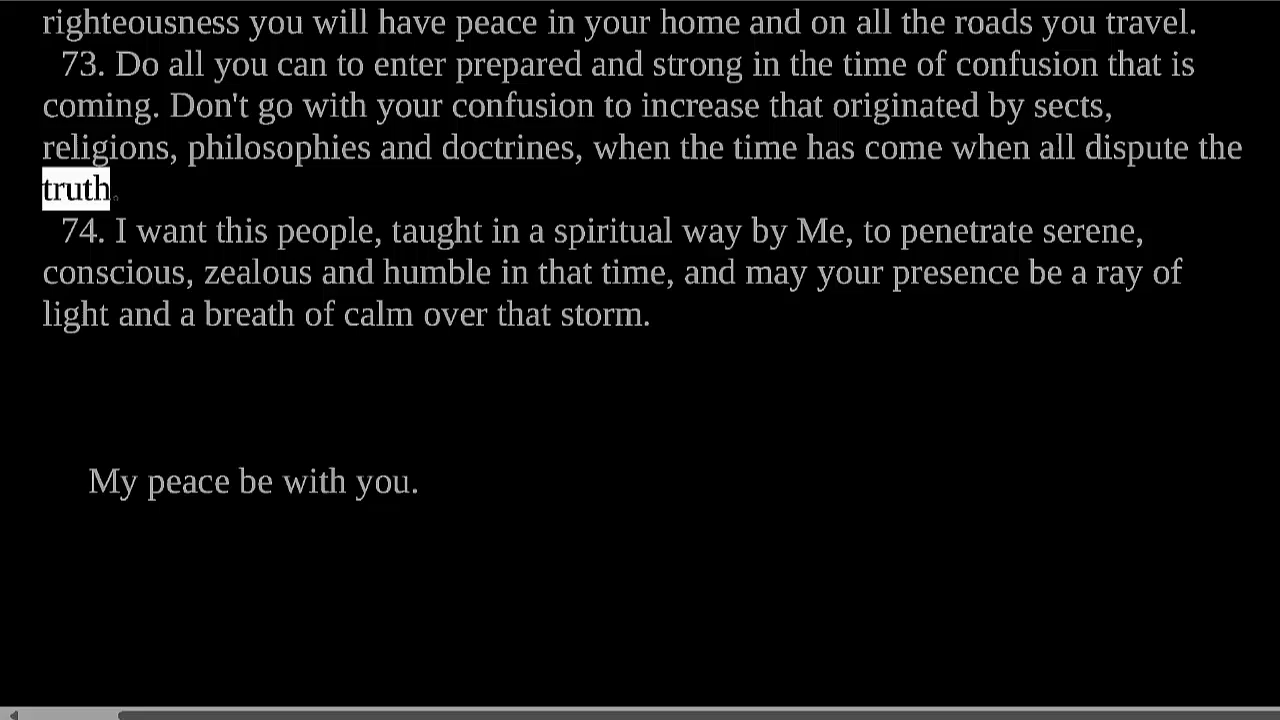 righteousness you will have peace in your home and on all the roads you travel.
73. Do all you can to enter prepared and strong in the time of confusion that is
coming. Don't go with your confusion to increase that originated by sects,
religions, philosophies and doctrines, when the time has come when all dispute the
truth.
74. I want this people, taught in a spiritual way by Me, to penetrate serene,
conscious, zealous and humble in that time, and may your presence be a ray of
light and a breath of calm over that storm.
My peace be with you.